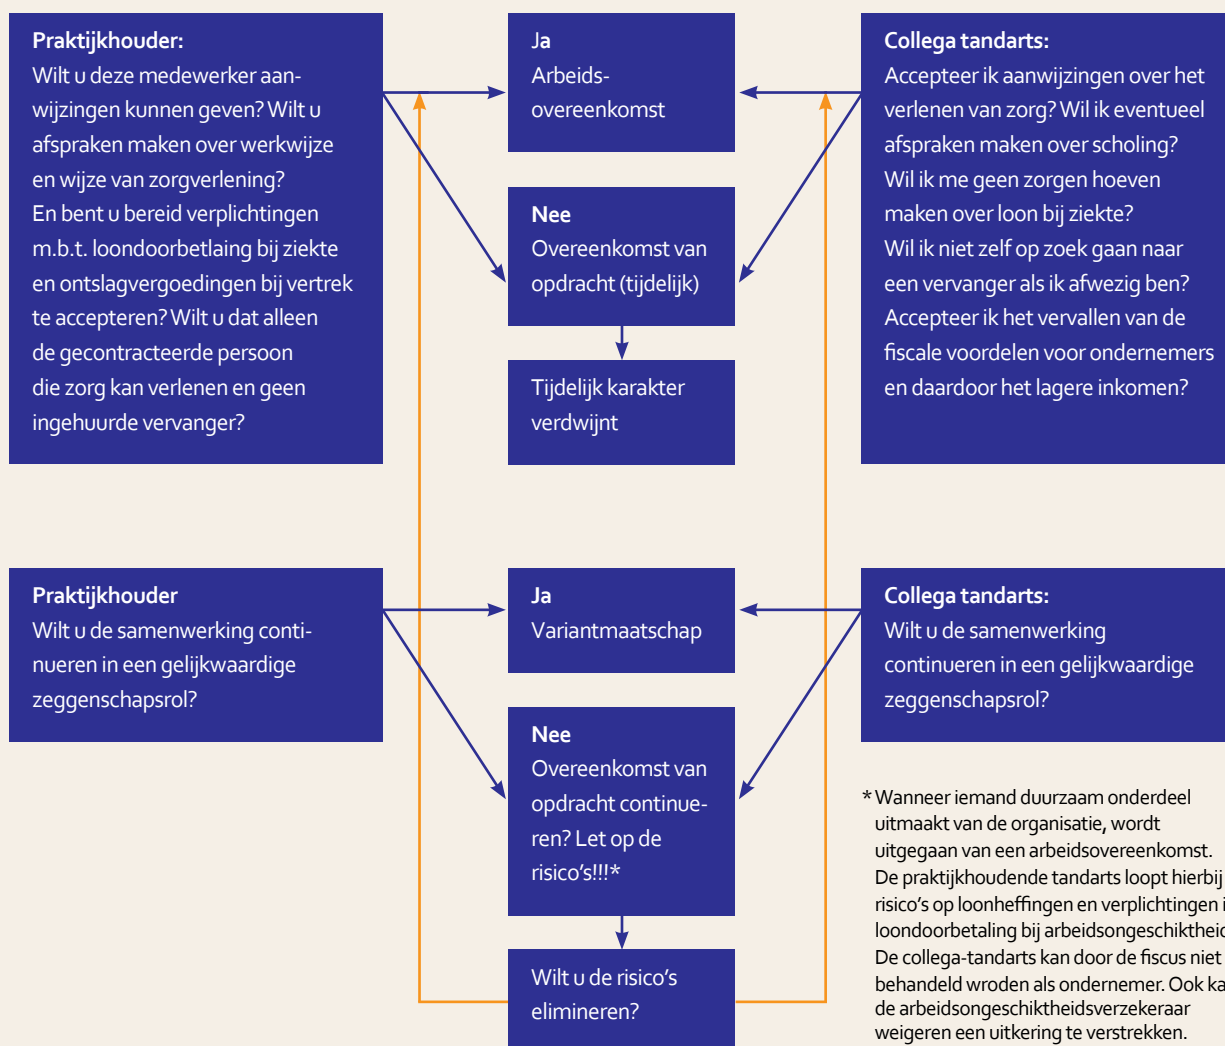 Praktijkhouder:
Wilt u deze medewerker aan-
wijzingen kunnen geven? Wilt u
afspraken maken over werkwijze
en wijze van zorgverlening?
En bent u bereid verplichtingen
m.b.t. loondoorbetlaing bij ziekte
en ontslagvergoedingen bij vertrek
te accepteren? Wilt u dat alleen
de gecontracteerde persoon
die zorg kan verlenen en geen
ingehuurde vervanger?
Ja
Arbeids-
overeenkomst
Nee
Overeenkomst van
opdracht (tijdelijk)
Tijdelijk karakter
verdwijnt
Collega tandarts:
Accepteer ik aanwijzingen over het
verlenen van zorg? Wil ik eventueel
afspraken maken over scholing?
Wil ik me geen zorgen hoeven
maken over loon bij ziekte?
Wil ik niet zelf op zoek gaan naar
een vervanger als ik afwezig ben?
Accepteer ik het vervallen van de
fiscale voordelen voor ondernemers
en daardoor het lagere inkomen?
Praktijkhouder
Wilt u de samenwerking conti-
nueren in een gelijkwaardige
zeggenschapsrol?
Ja
Variantmaatschap
Nee
Overeenkomst van
opdracht continue-
ren? Let op de
risico's!!!*
Wilt u de risico's
elimineren?
Collega tandarts:
Wilt u de samenwerking
continueren in een gelijkwaardige
zeggenschapsrol?
* Wanneer iemand duurzaam onderdeel
uitmaakt van de organisatie, wordt
uitgegaan van een arbeidsovereenkomst.
De praktijkhoudende tandarts loopt hierbij
risico's op loonheffingen en verplichtingen
loondoorbetaling bij arbeidsongeschikthei
De collega-tandarts kan door de fiscus niet
behandeld wroden als ondernemer. Ook ka
de arbeidsongeschiktheidsverzekeraar
weigeren een uitkering te verstrekken.